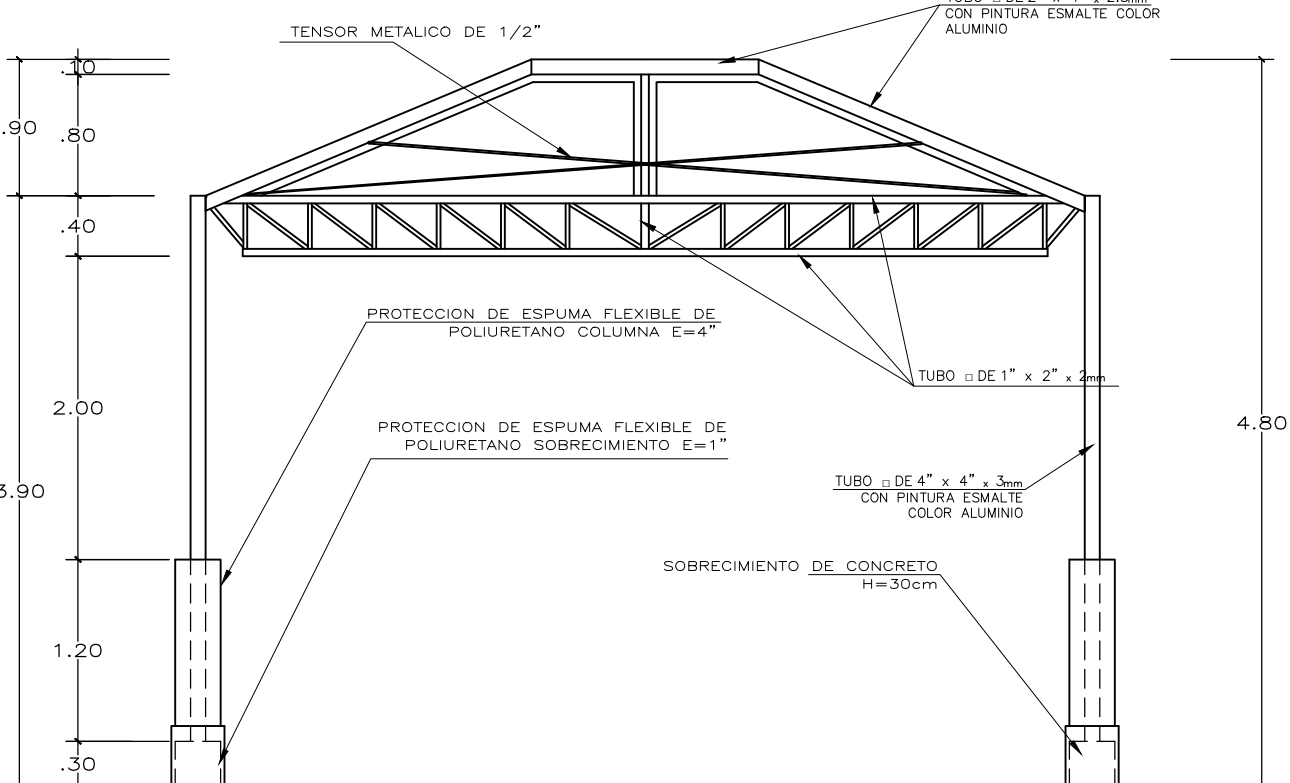 CON PINTURA ESMALTE COLOR
ALUMINIO
TENSOR METALICO DE 1/2”
.10
.90
.80
.40
PROTECCION DE ESPUMA FLEXIBLE DE
POLIURETANO COLUMNA E=4”
TUBO □ DE 1” x 2” x 2mm
2.00
4.80
PROTECCION DE ESPUMA FLEXIBLE DE
POLIURETANO SOBRECIMIENTO E=1”
3.90
TUBO □ DE 4” x 4” x 3mm
CON PINTURA ESMALTE
COLOR ALUMINIO
SOBRECIMIENTO DE CONCRETO
H=30cm
1.20
.30